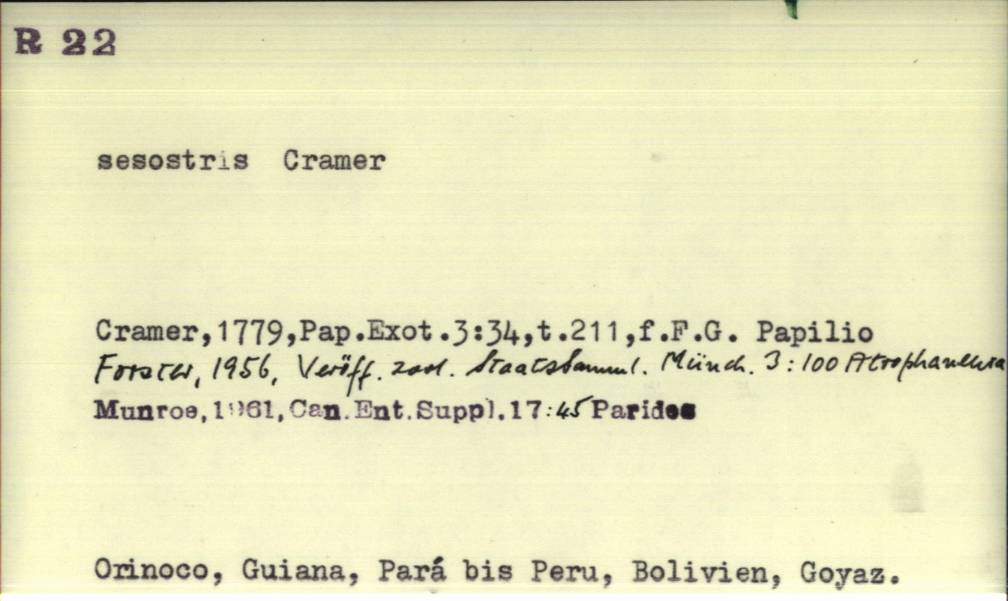 R 22
sesostris Cramer
Cramer,1779,Pap.Exot.3:34,t.211,f.F.G. Papilio
Forster, 1956, Veröff. zool. Staatssamml. Münch. 3:100 Atrophaneura
Munroe,1961,Can.Ent.Suppl.17:45 Parides
Orinoco, Guiana, Pará bis Peru, Bolivien, Goyaz.